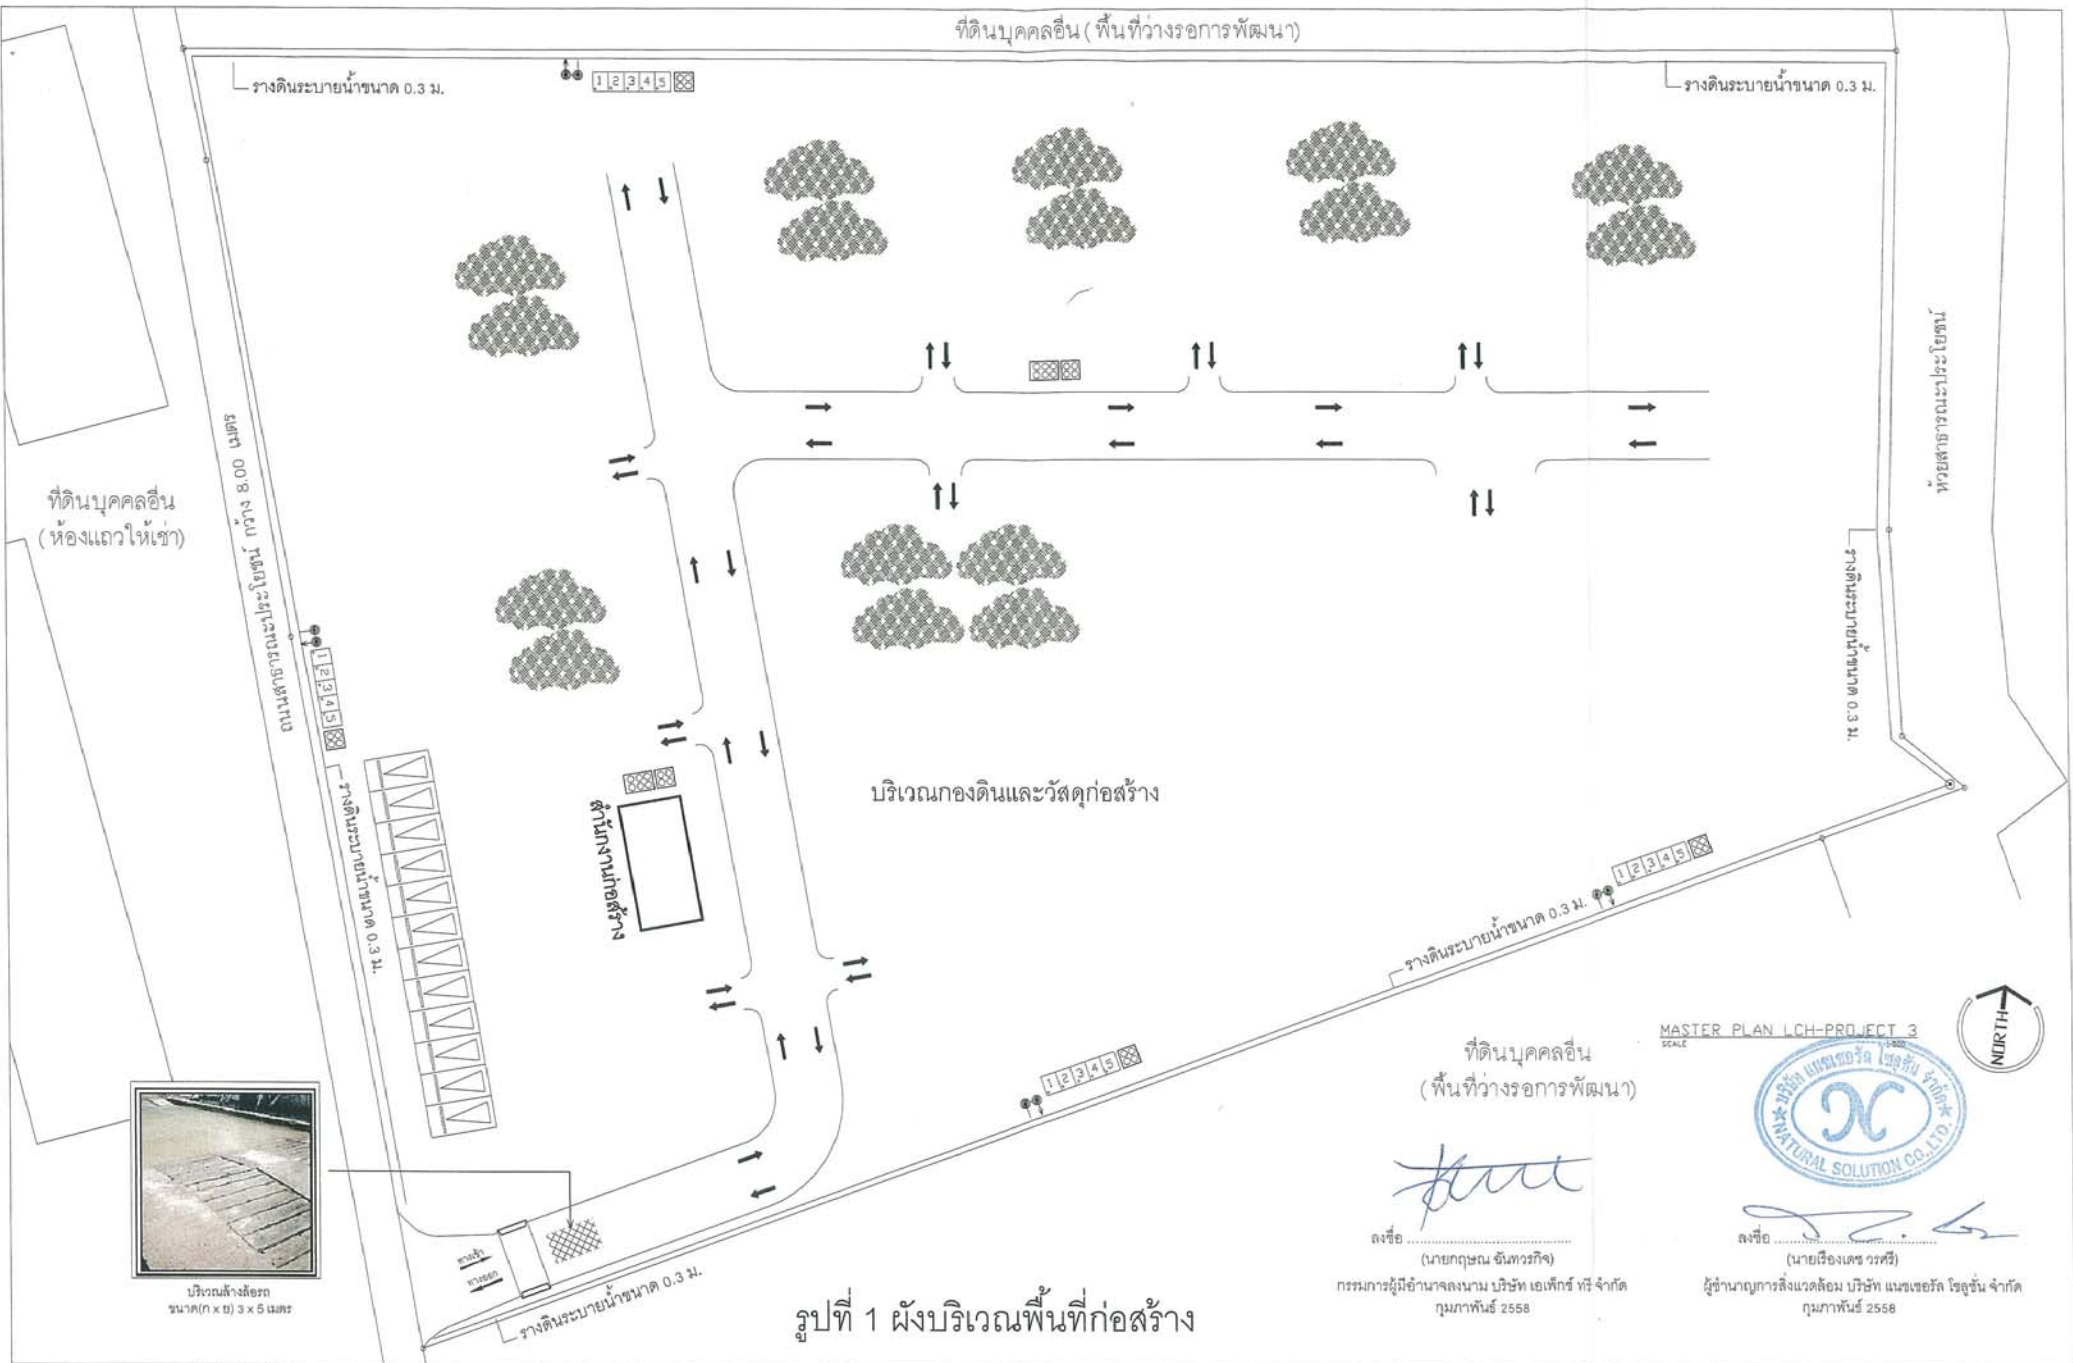 ที่ดินบุคคลอื่น (พื้นที่ว่างรอการพัฒนา)
รางดินระบายน้ำขนาด 0.3 ม.
1 2 3 4 5
รางดินระบายน้ำขนาด 0.3 ม.
ห้วยสาธารณะประโยชน์
ที่ดินบุคคลอื่น
(ห้องแถวให้เช่า)
ถนนสาธารณะประโยชน์ กว้าง 8.00 เมตร
1 2 3 4 5
รางดินระบายน้ำขนาด 0.3 ม.
รางดินระบายน้ำขนาด 0.3 ม.
สำนักงานก่อสร้าง
บริเวณกองดินและวัสดุก่อสร้าง
1 2 3 4 5
รางดินระบายน้ำขนาด 0.3 ม.
1 2 3 4 5
ที่ดินบุคคลอื่น
(พื้นที่ว่างรอการพัฒนา)
MASTER PLAN LCH-PROJECT 3
SCALE
NORTH
บริษัท แนชเชอรัล โซลูชั่น จำกัด
NATURAL SOLUTION CO.,LTD.
บริเวณล้างล้อรถ
ขนาด(ก x ย) 3 x 5 เมตร
ทางเข้า
ทางออก
รางดินระบายน้ำขนาด 0.3 ม.
รูปที่ 1 ผังบริเวณพื้นที่ก่อสร้าง
ลงชื่อ
(นายกฤษณ ฉันทวรกิจ)
กรรมการผู้มีอำนาจลงนาม บริษัท เอเพ็กซ์ ทรี จำกัด
กุมภาพันธ์ 2558
ลงชื่อ
(นายเรืองเดช วรศรี)
ผู้ชำนาญการสิ่งแวดล้อม บริษัท แนชเชอรัล โซลูชั่น จำกัด
กุมภาพันธ์ 2558